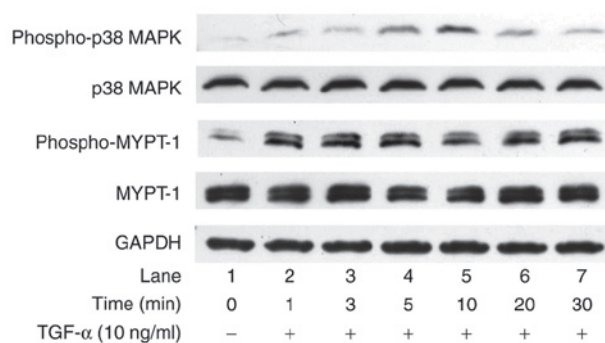 Phospho-p38 MAPK
p38 MAPK
Phospho-MYPT-1
MYPT-1
GAPDH
Lane 1 2 3 4 5 6 7
Time (min) 0 1 3 5 10 20 30
TGF-α (10 ng/ml) – + + + + + +